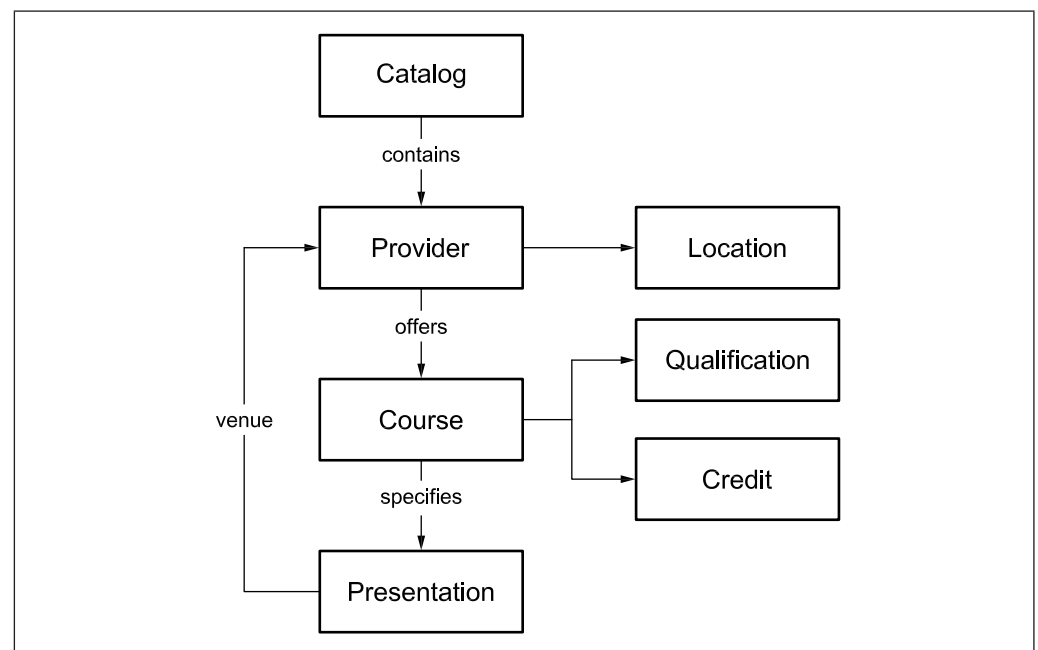 Catalog
contains
Provider
Location
offers
Qualification
Course
venue
Credit
specifies
Presentation